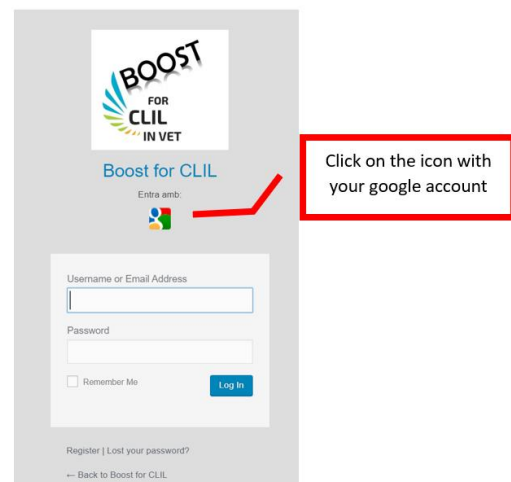 BOOST
FOR
CLIL
IN VET
Boost for CLIL
Entra amb:
Click on the icon with
your google account
Username or Email Address
Password
Remember Me
Log In
Register | Lost your password?
← Back to Boost for CLIL